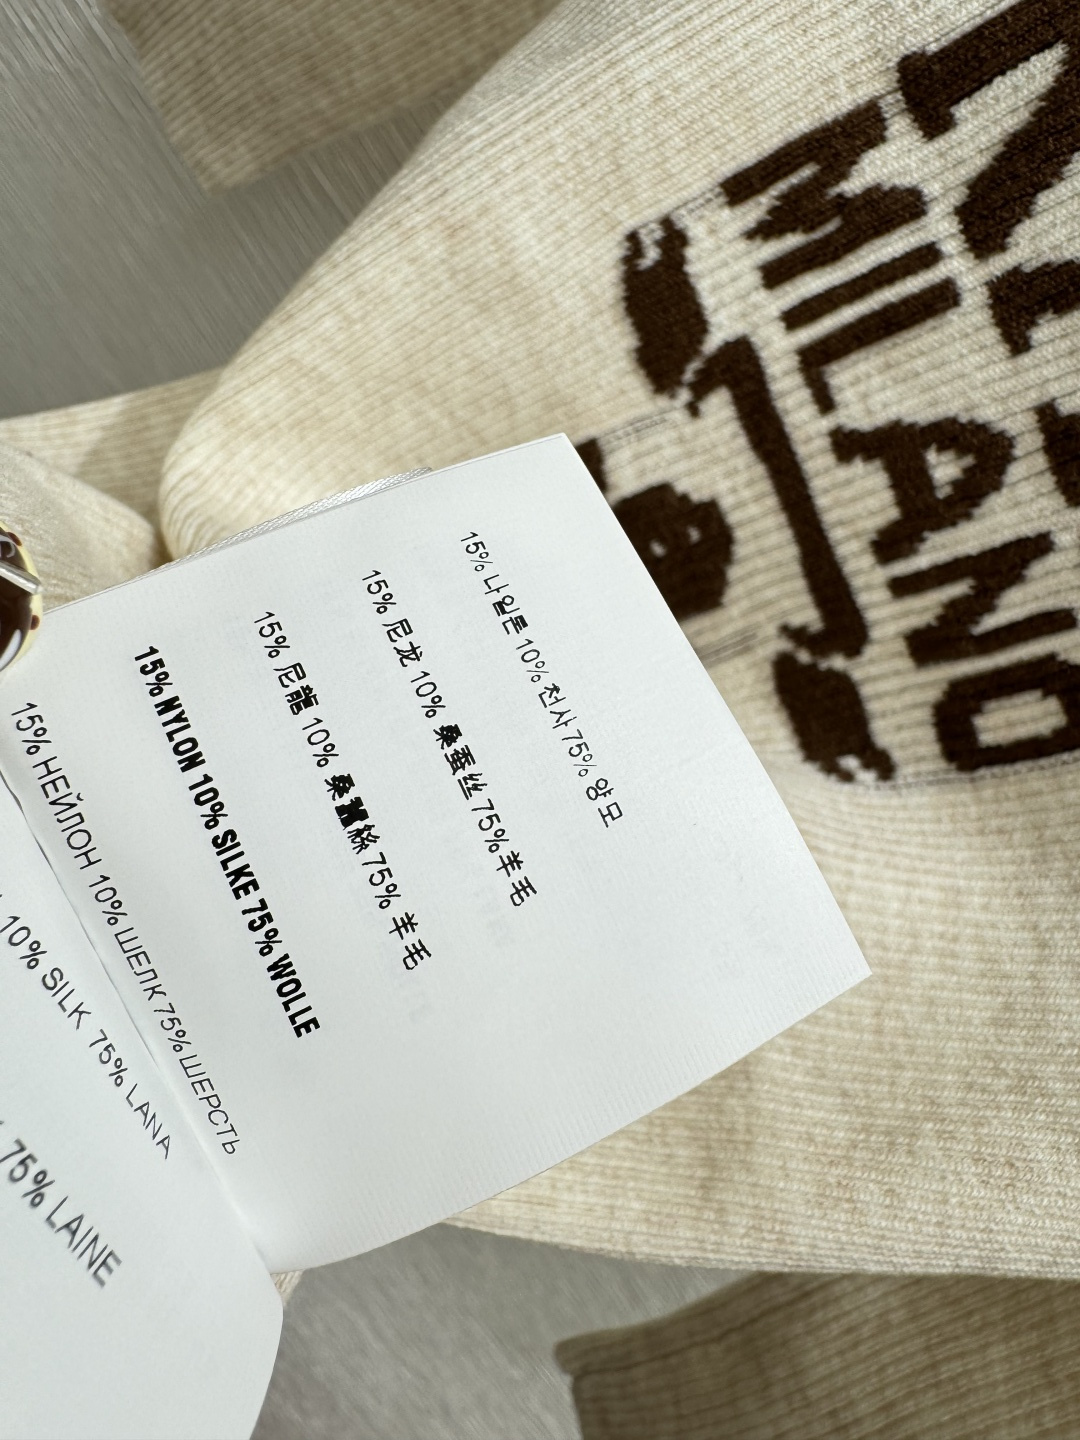 75% LAINE
10% SILK 75% LANA
15% НЕЙЛОН 10% ШЕЛК 75% ШЕРСТЬ
15% NYLON 10% SILKE 75% WOLLE
15% 尼龍 10% 桑蠶絲 75% 羊毛
15% 尼龙 10% 桑蚕丝 75% 羊毛
15% 나일론 10% 천사 75% 양모
MILANO